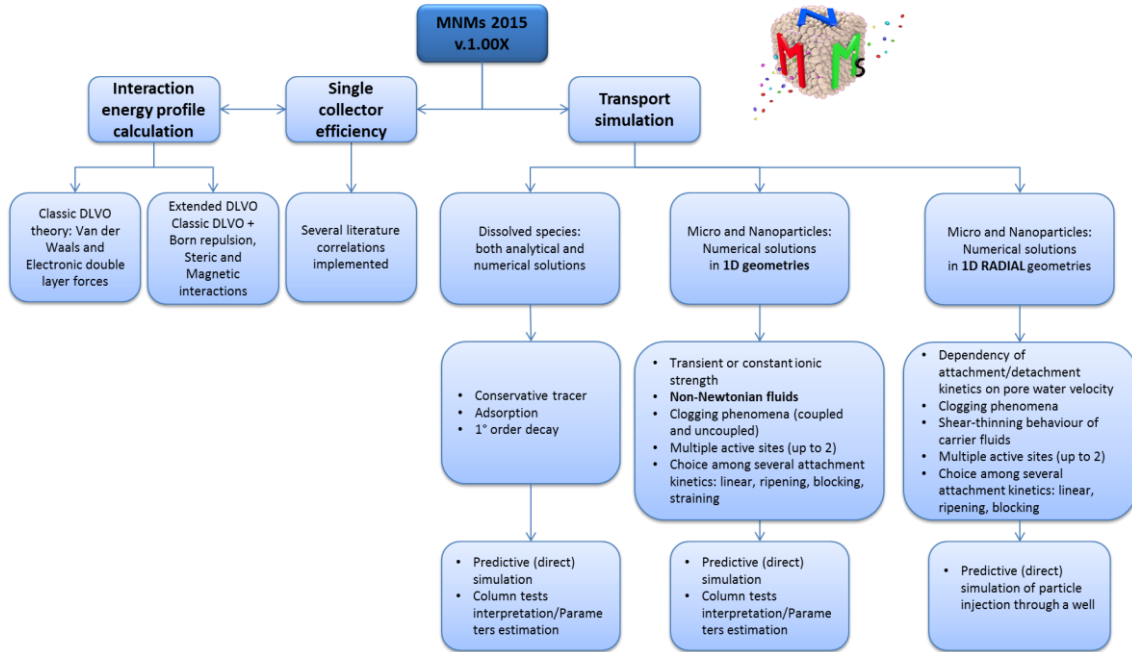 MNMs 2015
v.1.00X
N
M M s
Interaction
energy profile
calculation
Single
collector
efficiency
Transport
simulation
Classic DLVO
theory: Van der
Waals and
Electronic double
layer forces
Extended DLVO
Classic DLVO +
Born repulsion,
Steric and
Magnetic
interactions
Several literature
correlations
implemented
Dissolved species:
both analytical and
numerical solutions
Micro and Nanoparticles:
Numerical solutions
in 1D geometries
Micro and Nanoparticles:
Numerical solutions
in 1D RADIAL geometries
• Conservative tracer
• Adsorption
• 1° order decay
• Transient or constant ionic
strength
• Non-Newtonian fluids
• Clogging phenomena (coupled
and uncoupled)
• Multiple active sites (up to 2)
• Choice among several attachment
kinetics: linear, ripening, blocking,
straining
• Dependency of
attachment/detachment
kinetics on pore water velocity
• Clogging phenomena
• Shear-thinning behaviour of
carrier fluids
• Multiple active sites (up to 2)
• Choice among several
attachment kinetics: linear,
ripening, blocking
• Predictive (direct)
simulation
• Column tests
interpretation/Parame
ters estimation
• Predictive (direct)
simulation
• Column tests
interpretation/Parame
ters estimation
• Predictive (direct)
simulation of particle
injection through a well